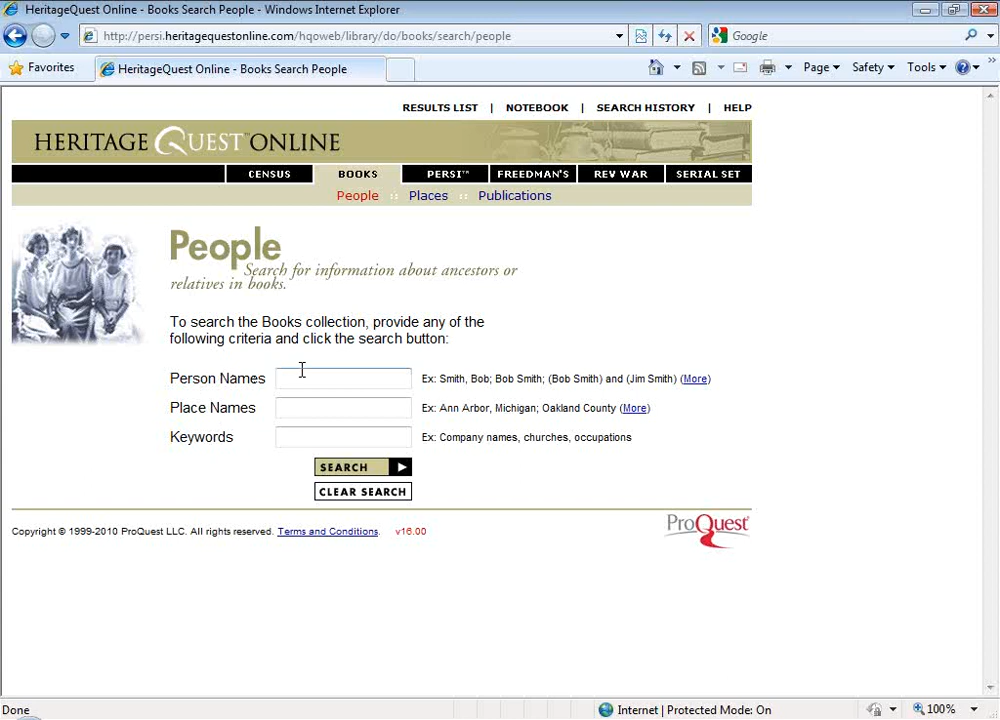 HeritageQuest Online - Books Search People - Windows Internet Explorer
http://persi.heritagequestonline.com/hqoweb/library/do/books/search/people
Google
Favorites
HeritageQuest Online - Books Search People
Page
Safety
Tools
RESULTS LIST | NOTEBOOK | SEARCH HISTORY | HELP
HERITAGE QUEST™ ONLINE
CENSUS BOOKS PERSI™ FREEDMAN'S REV WAR SERIAL SET
People :: Places :: Publications
People
Search for information about ancestors or
relatives in books.
To search the Books collection, provide any of the
following criteria and click the search button:
Person Names Ex: Smith, Bob; Bob Smith; (Bob Smith) and (Jim Smith) (More)
Place Names Ex: Ann Arbor, Michigan; Oakland County (More)
Keywords Ex: Company names, churches, occupations
SEARCH
CLEAR SEARCH
Copyright © 1999-2010 ProQuest LLC. All rights reserved. Terms and Conditions. v16.00
ProQuest
Done
Internet | Protected Mode: On
100%